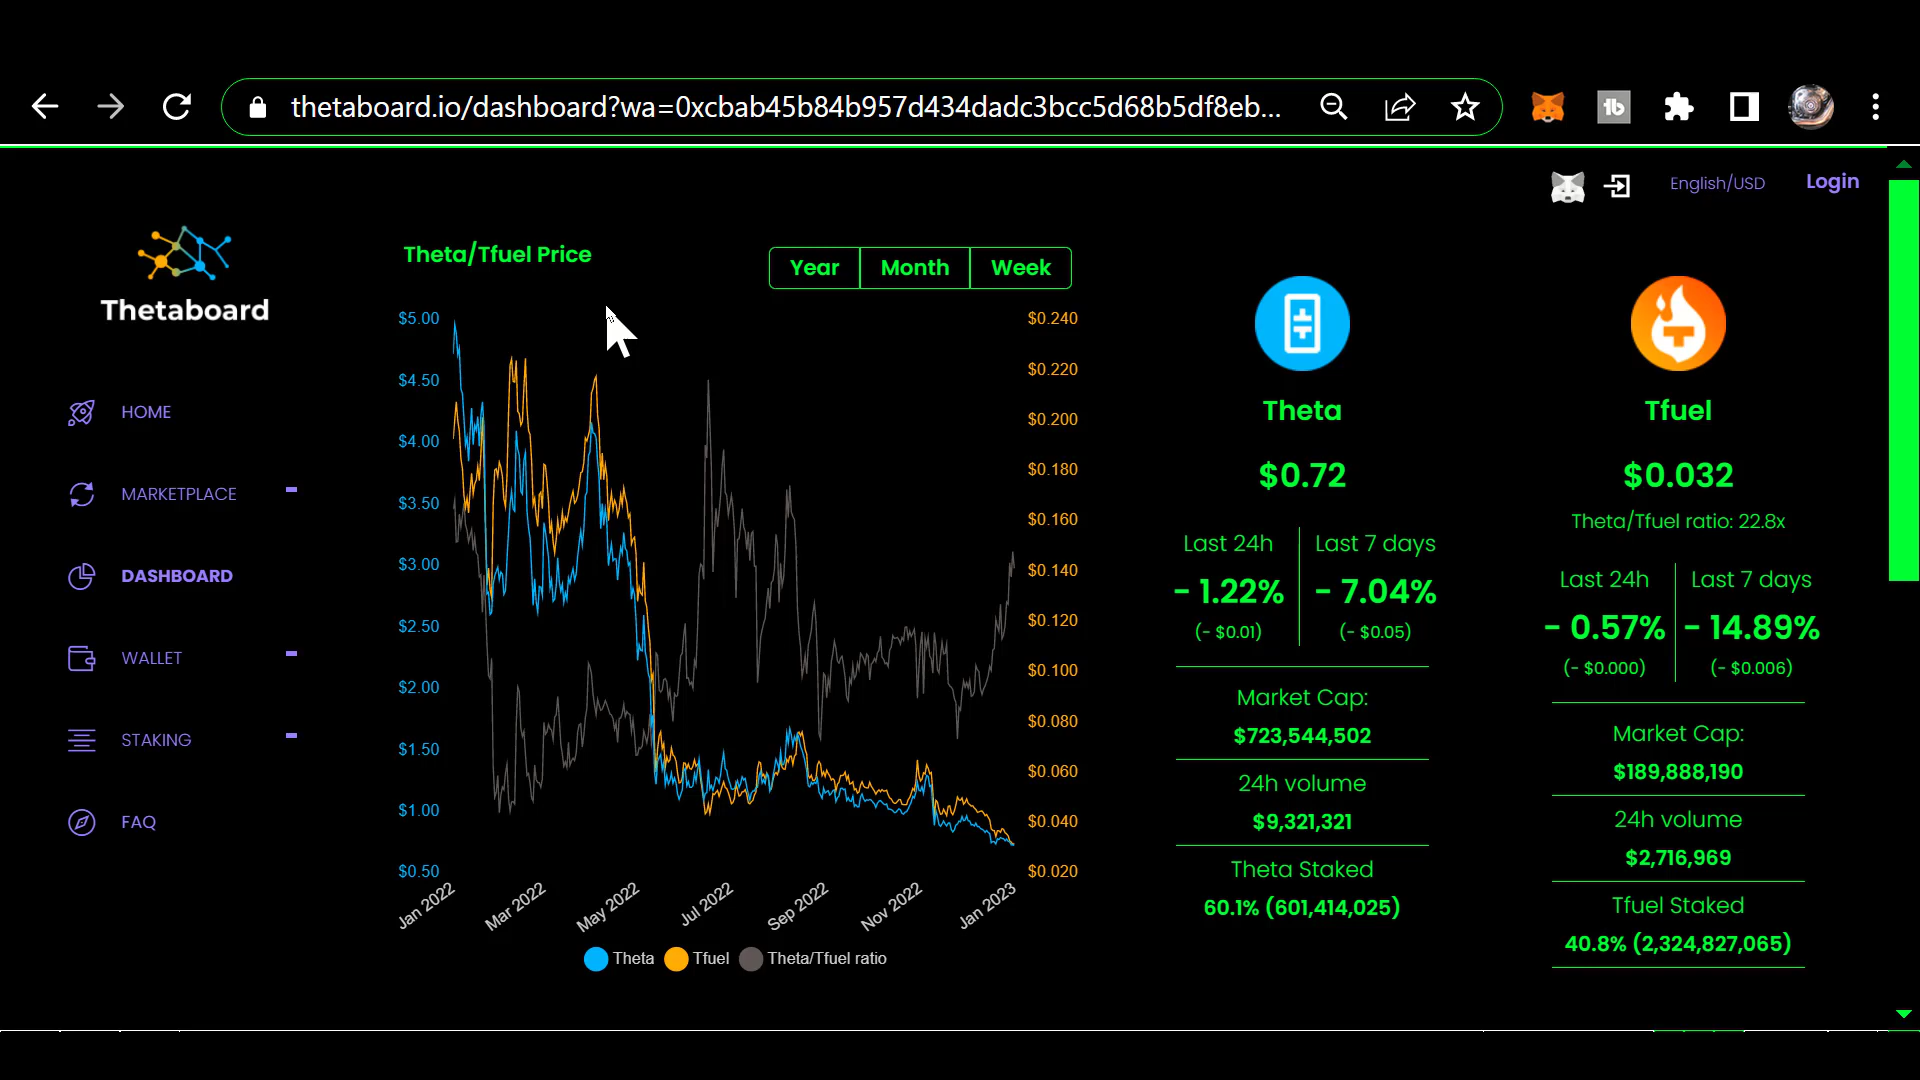 thetaboard.io/dashboard?wa=0xcbab45b84b957d434dadc3bcc5d68b5df8eb...
English/USD
Login
Thetaboard
HOME
MARKETPLACE
DASHBOARD
WALLET
STAKING
FAQ
Theta/Tfuel Price
Year Month Week
$5.00
$4.50
$4.00
$3.50
$3.00
$2.50
$2.00
$1.50
$1.00
$0.50
$0.240
$0.220
$0.200
$0.180
$0.160
$0.140
$0.120
$0.100
$0.080
$0.060
$0.040
$0.020
Jan 2022 Mar 2022 May 2022 Jul 2022 Sep 2022 Nov 2022 Jan 2023
Theta Tfuel Theta/Tfuel ratio
Theta
$0.72
Last 24h Last 7 days
- 1.22% - 7.04%
(- $0.01) (- $0.05)
Market Cap:
$723,544,502
24h volume
$9,321,321
Theta Staked
60.1% (601,414,025)
Tfuel
$0.032
Theta/Tfuel ratio: 22.8x
Last 24h Last 7 days
- 0.57% - 14.89%
(- $0.000) (- $0.006)
Market Cap:
$189,888,190
24h volume
$2,716,969
Tfuel Staked
40.8% (2,324,827,065)